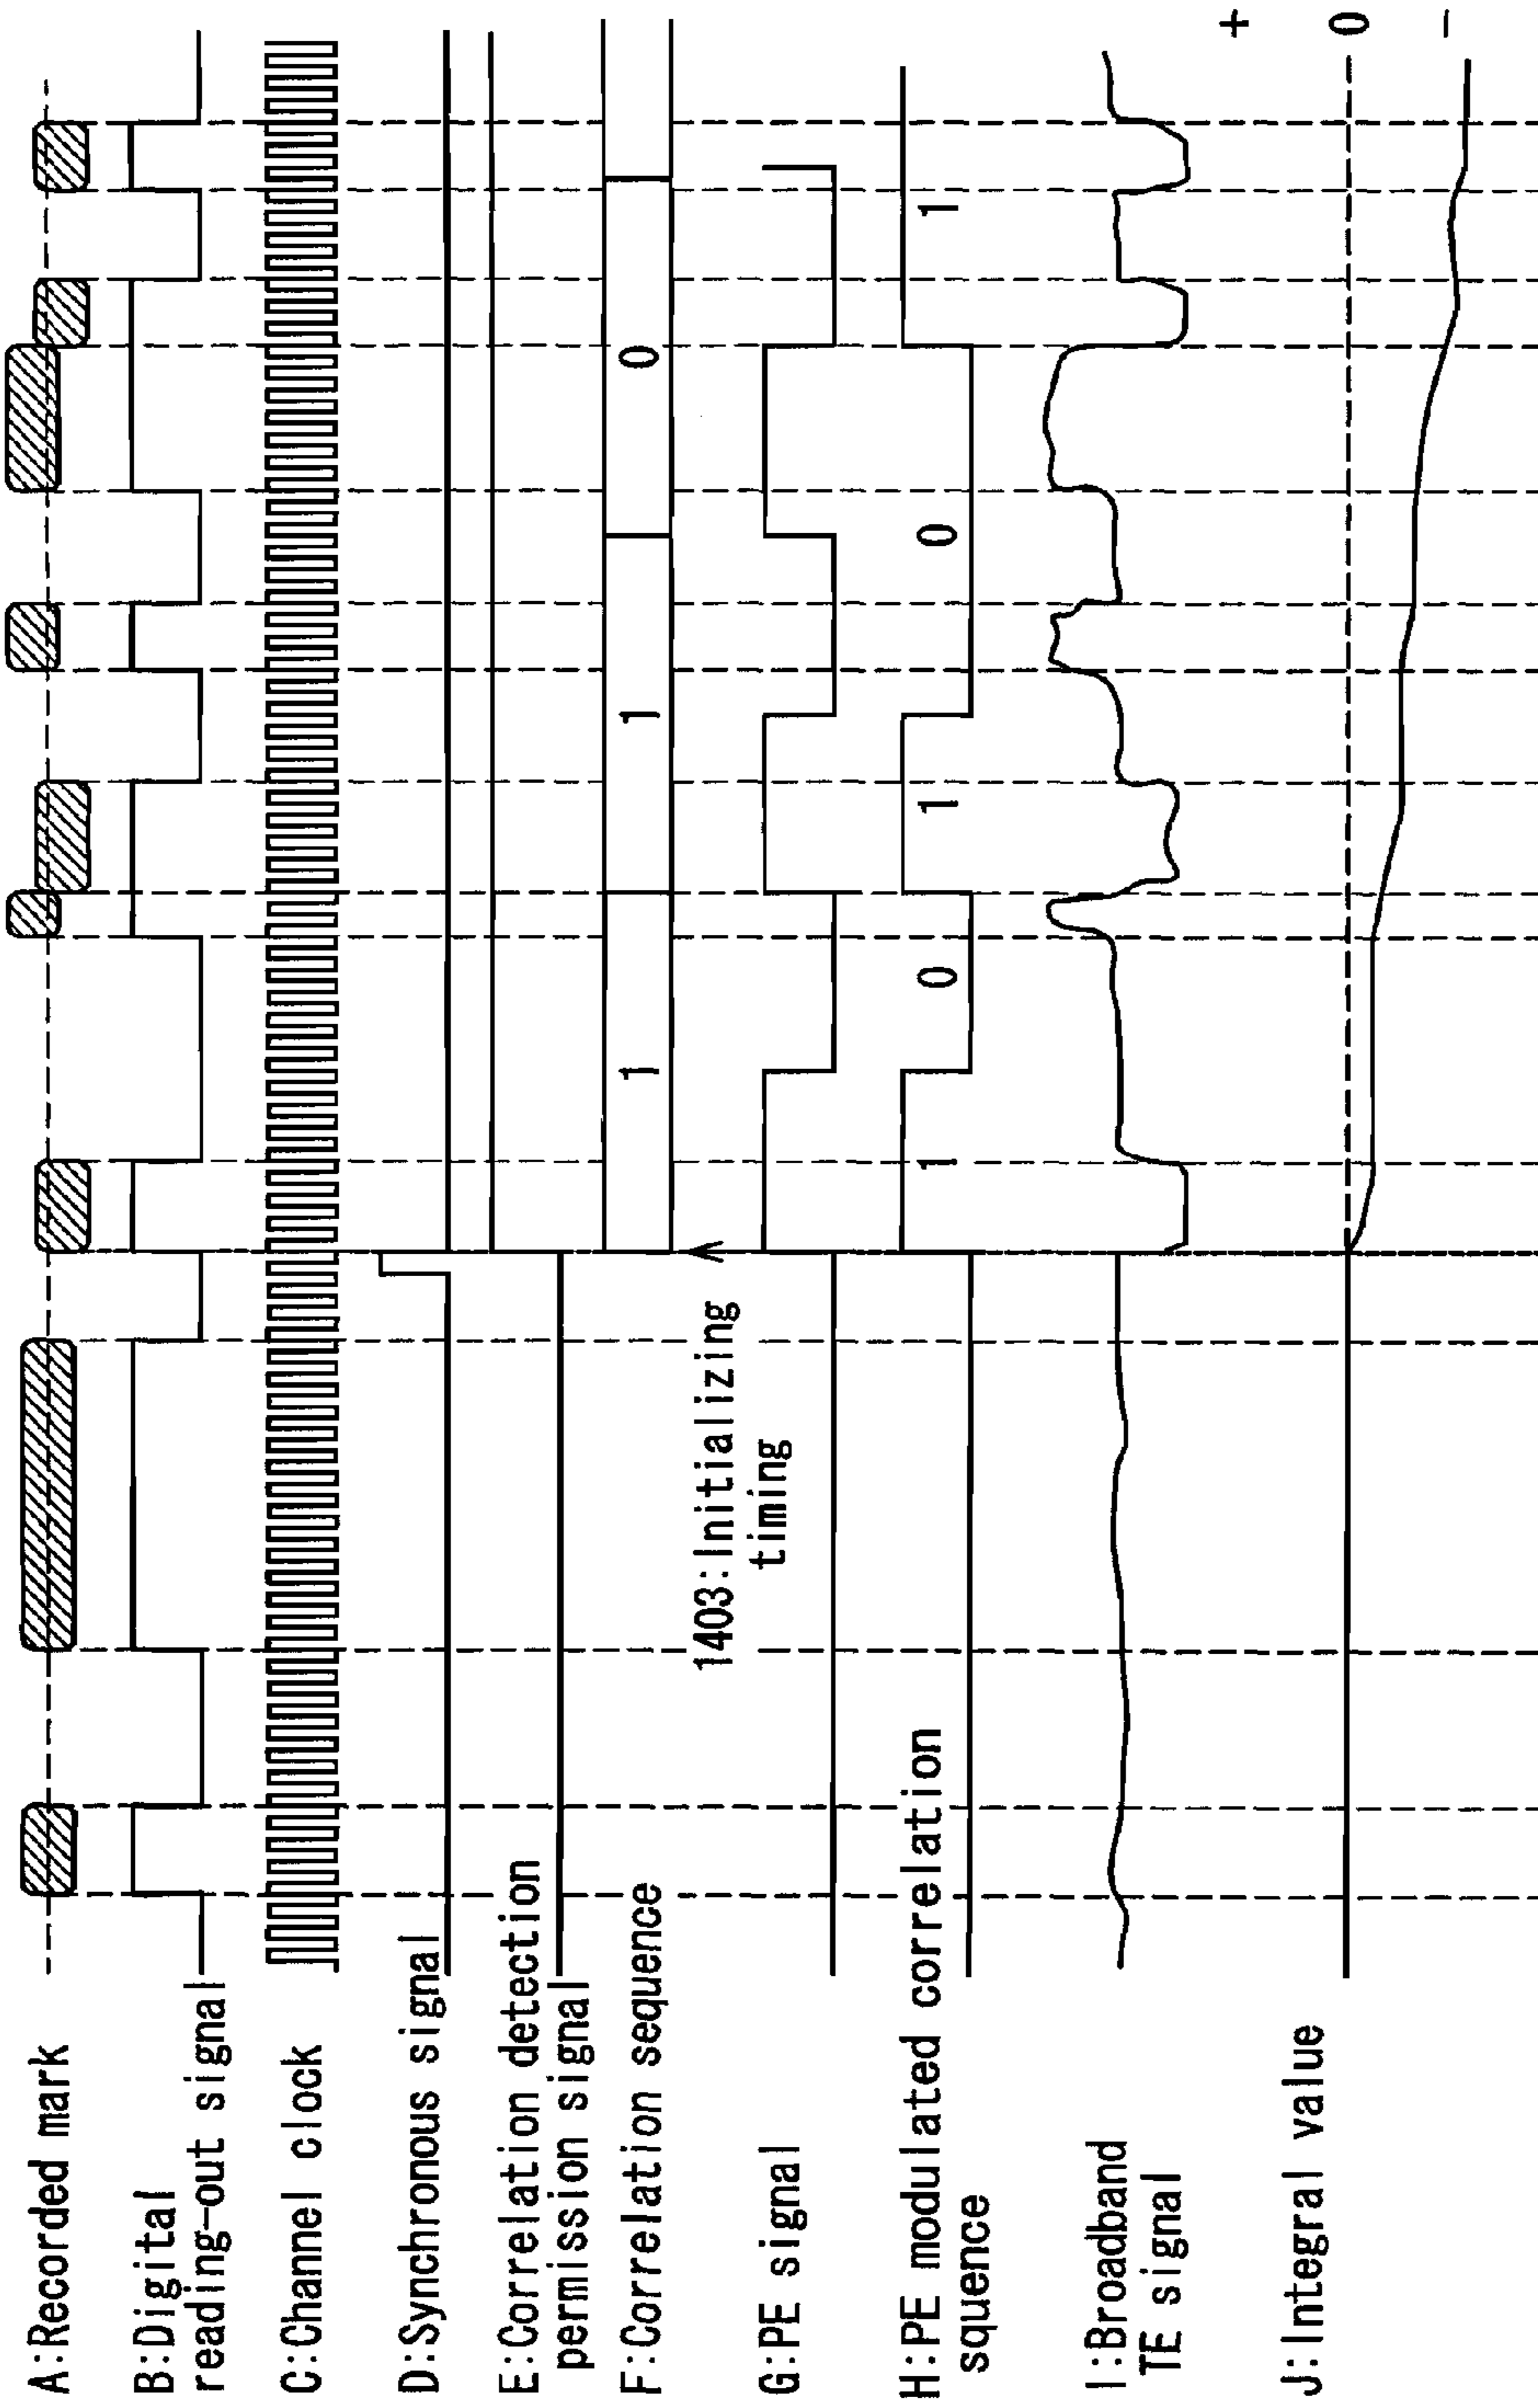 A:Recorded mark
B:Digital
reading-out signal
C:Channel clock
D:Synchronous signal
E:Correlation detection
permission signal
F:Correlation sequence
1 1 0
1403:Initializing
timing
G:PE signal
H:PE modulated correlation
squence
1 0 1 0 1
I:Broadband
TE signal
J:Integral value
+
0
-